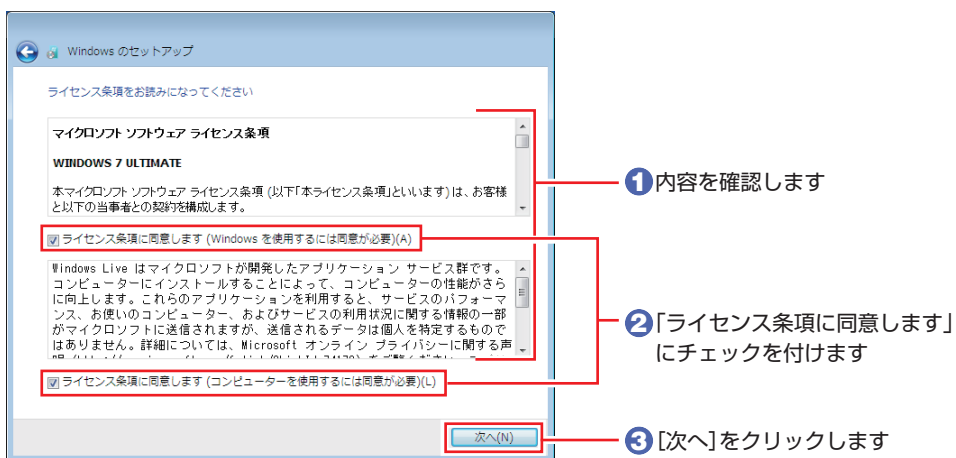 Windows のセットアップ
ライセンス条項をお読みになってください
マイクロソフト ソフトウェア ライセンス条項
WINDOWS 7 ULTIMATE
本マイクロソフト ソフトウェア ライセンス条項 (以下「本ライセンス条項」といいます) は、お客様
と以下の当事者との契約を構成します。
ライセンス条項に同意します (Windows を使用するには同意が必要)(A)
Windows Live はマイクロソフトが開発したアプリケーション サービス群です。
コンピューターにインストールすることによって、コンピューターの性能がさら
に向上します。これらのアプリケーションを利用すると、サービスのパフォーマ
ンス、お使いのコンピューター、およびサービスの利用状況に関する情報の一部
がマイクロソフトに送信されますが、送信されるデータは個人を特定するもので
はありません。詳細については、Microsoft オンライン プライバシーに関する声
ライセンス条項に同意します (コンピューターを使用するには同意が必要)(L)
次へ(N)
1 内容を確認します
2 「ライセンス条項に同意します」
にチェックを付けます
3 [次へ]をクリックします